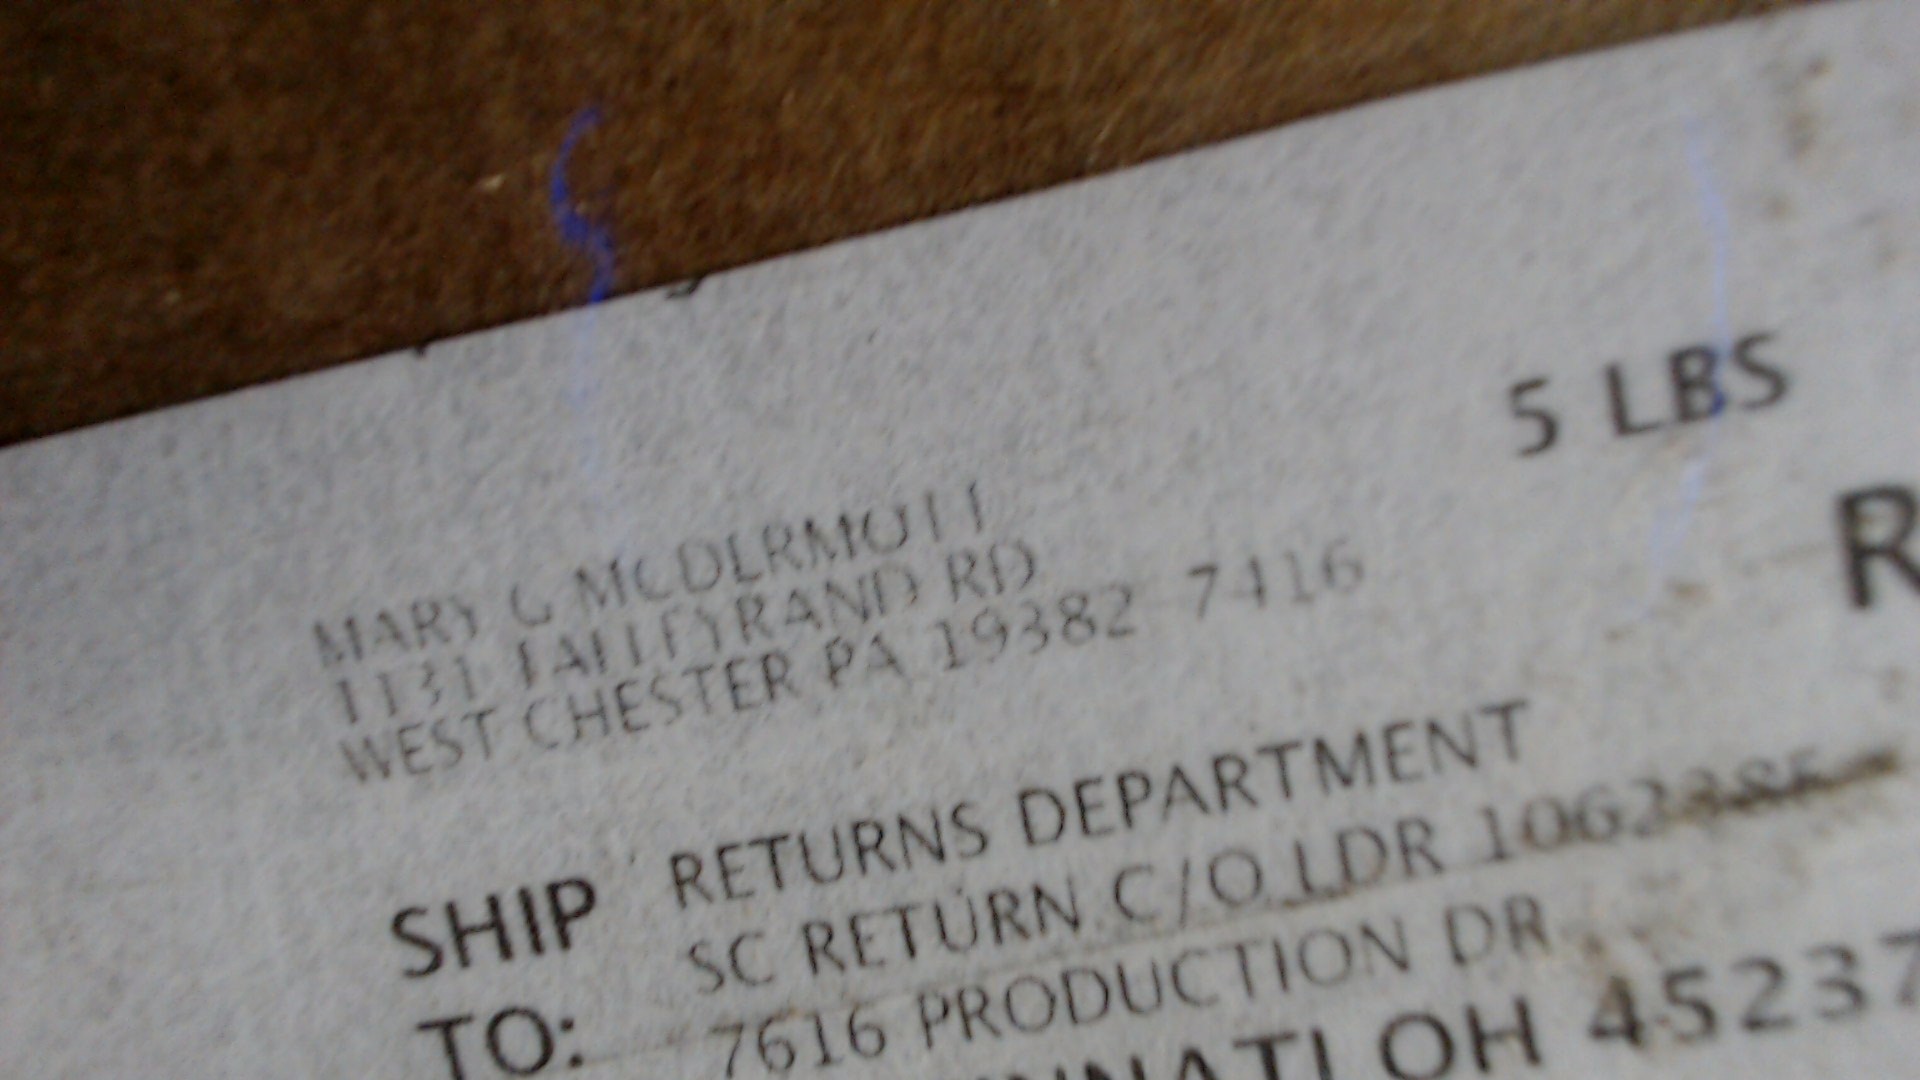 5 LBS
MARY G MCDERMOTT
1131 TALLEYRAND RD
WEST CHESTER PA 19382-7416
R
SHIP TO:
RETURNS DEPARTMENT
SC RETURN C/O LDR
7616 PRODUCTION DR
OH 45237